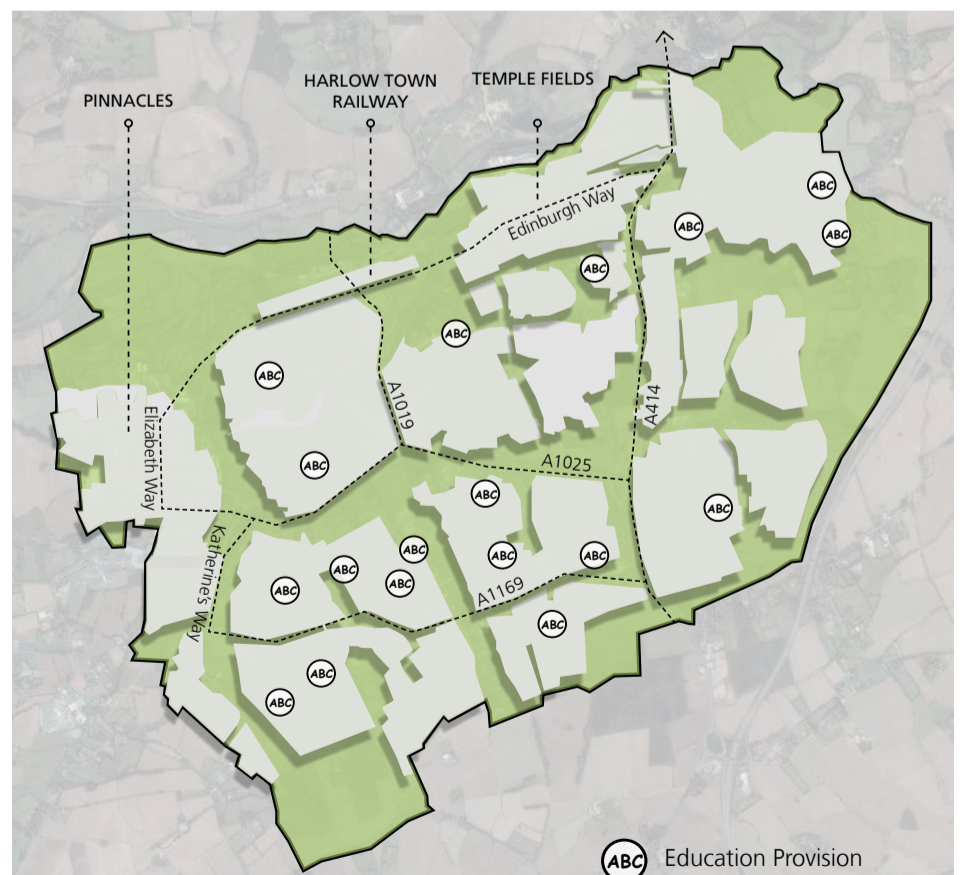 HARLOW TOWN
RAILWAY
TEMPLE FIELDS
PINNACLES
ABC
ABC
ABC
Edinburgh Way
ABC
ABC
ABC
A1019
A414
Elizabeth Way
A1025
ABC
ABC
ABC
Katherine's Way
ABC
ABC
ABC
ABC
ABC
ABC
A1169
ABC
ABC
ABC
ABC Education Provision